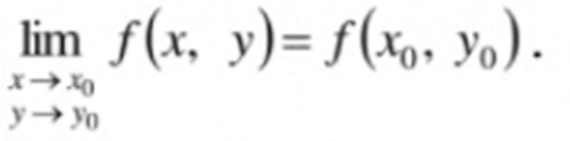 lim f(x, y)= f(x₀, y₀).
x → x₀
y → y₀